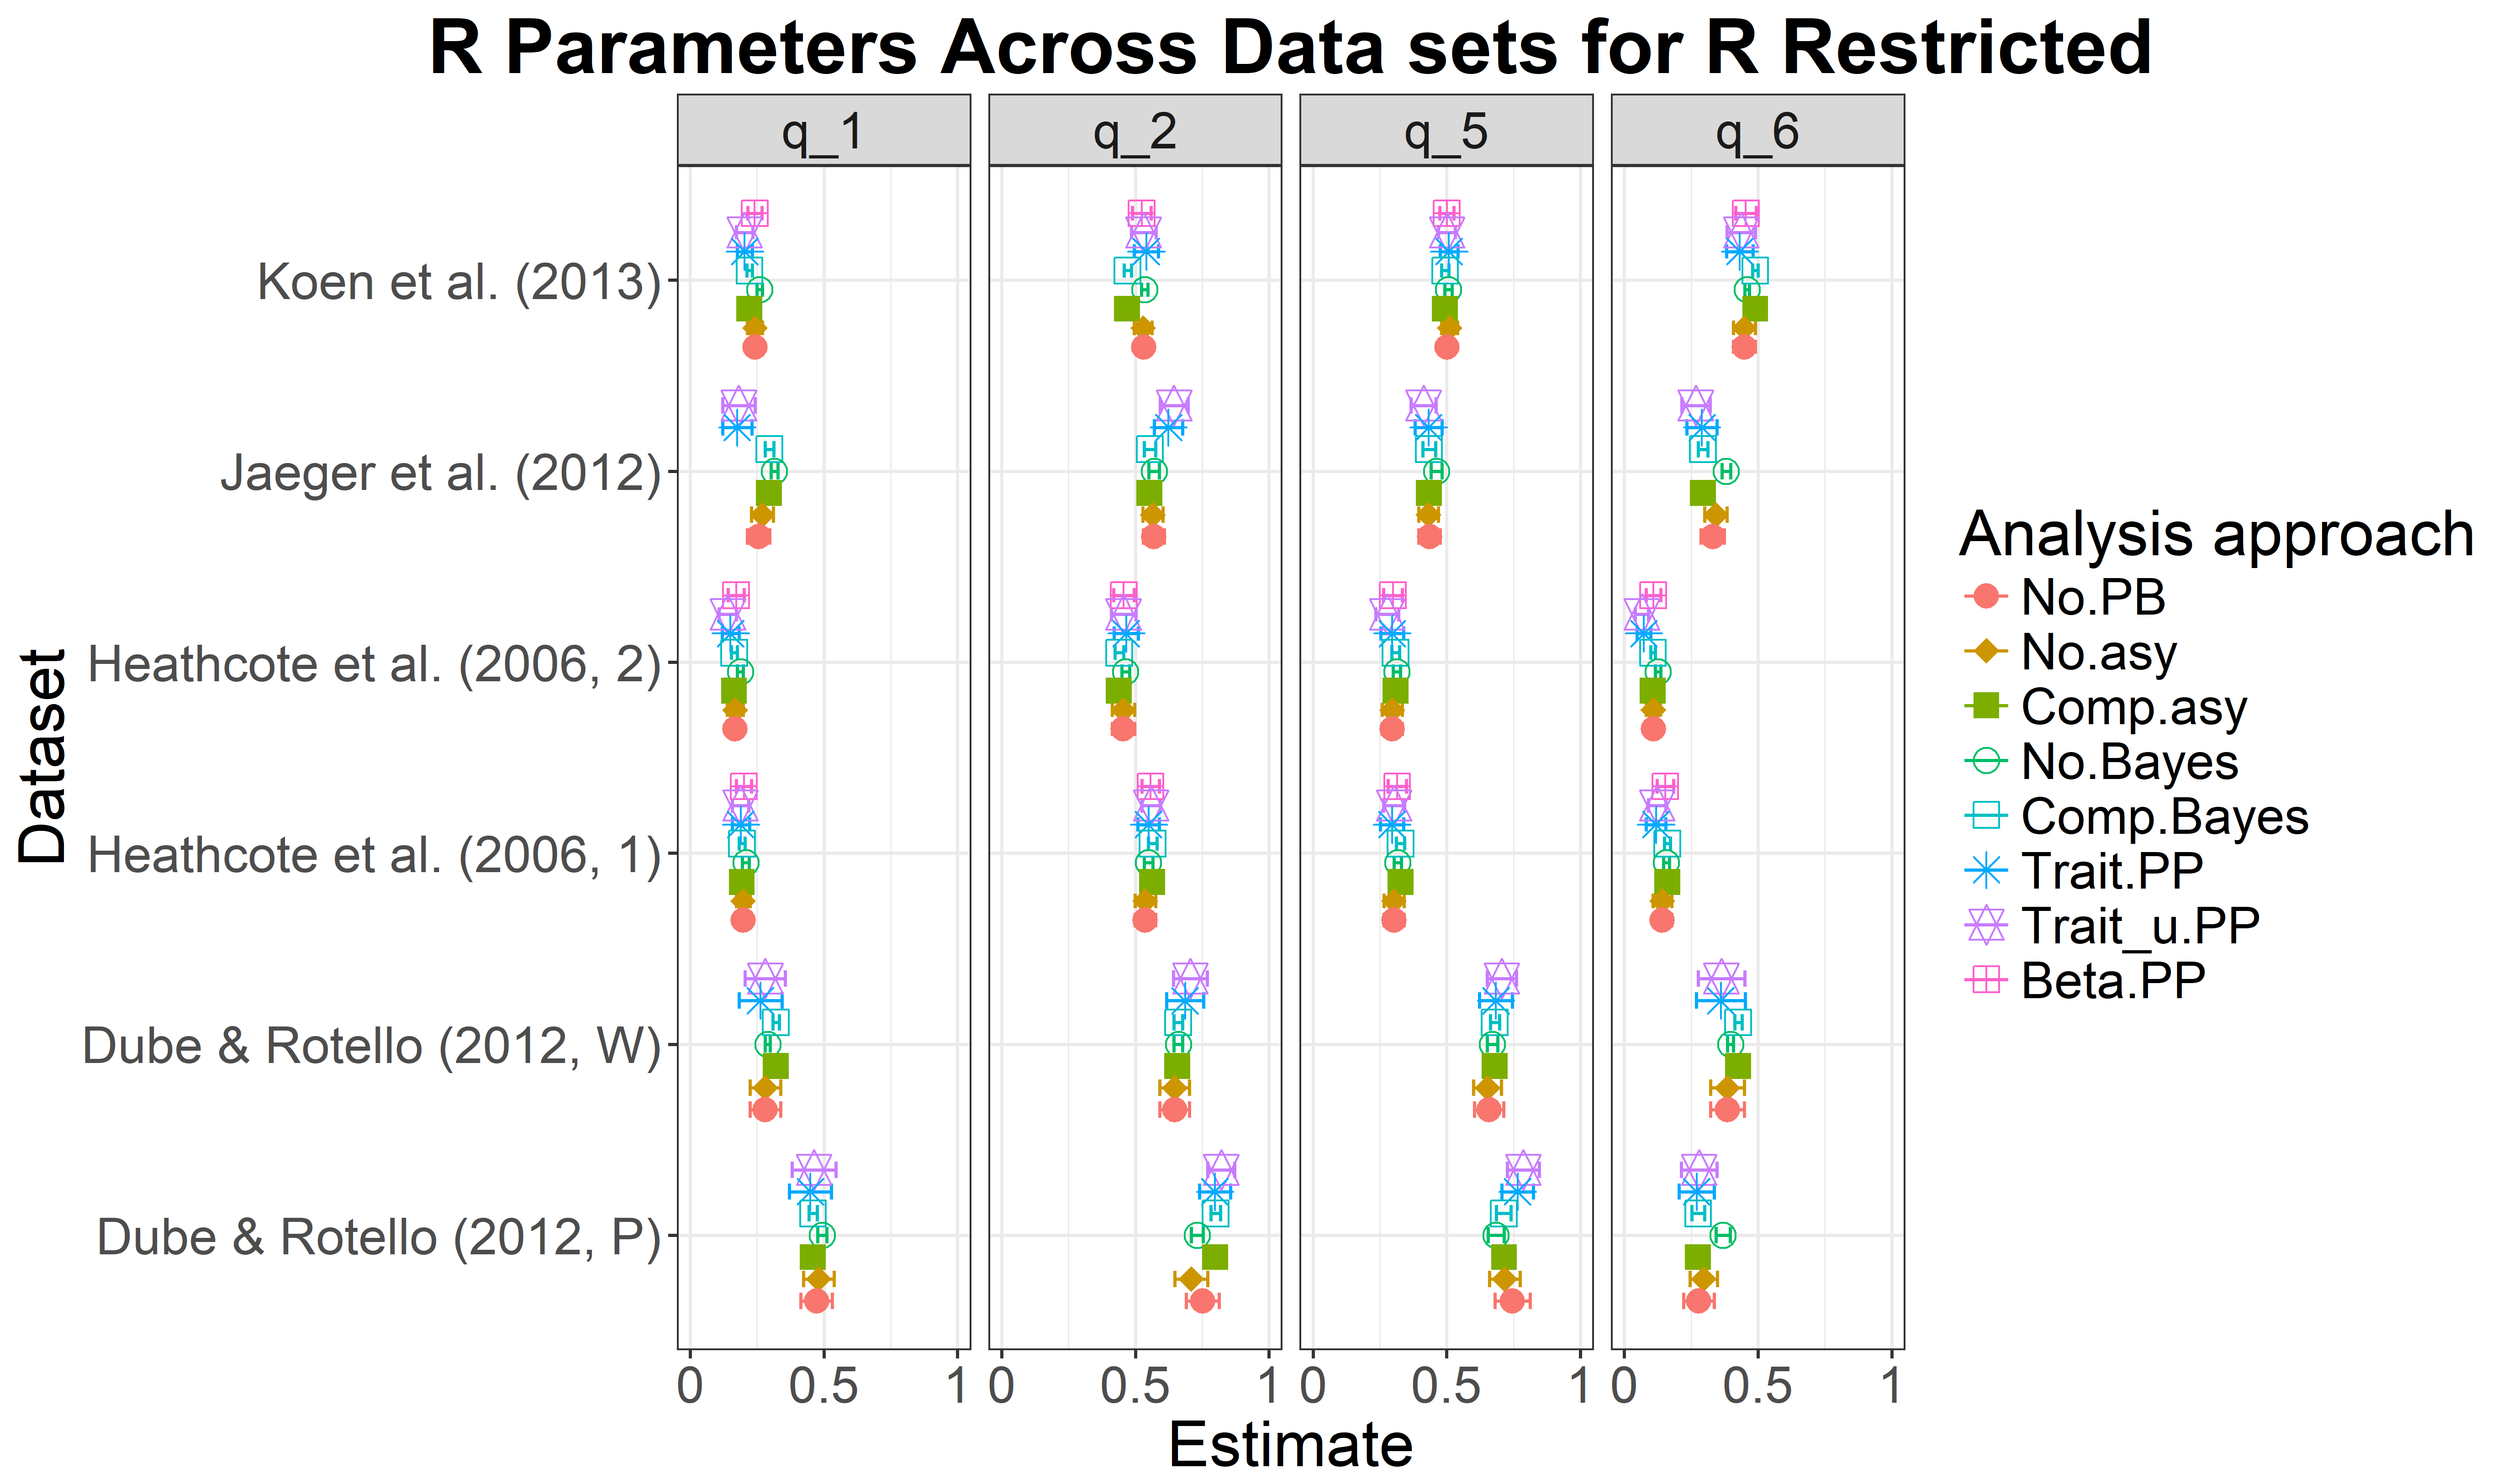 R Parameters Across Data sets for R Restricted
q_1 q_2 q_5 q_6
Dataset
Koen et al. (2013)
Jaeger et al. (2012)
Heathcote et al. (2006, 2)
Heathcote et al. (2006, 1)
Dube & Rotello (2012, W)
Dube & Rotello (2012, P)
0 0.5 1 0 0.5 1 0 0.5 1 0 0.5 1
Estimate
Analysis approach
No.PB
No.asy
Comp.asy
No.Bayes
Comp.Bayes
Trait.PP
Trait_u.PP
Beta.PP